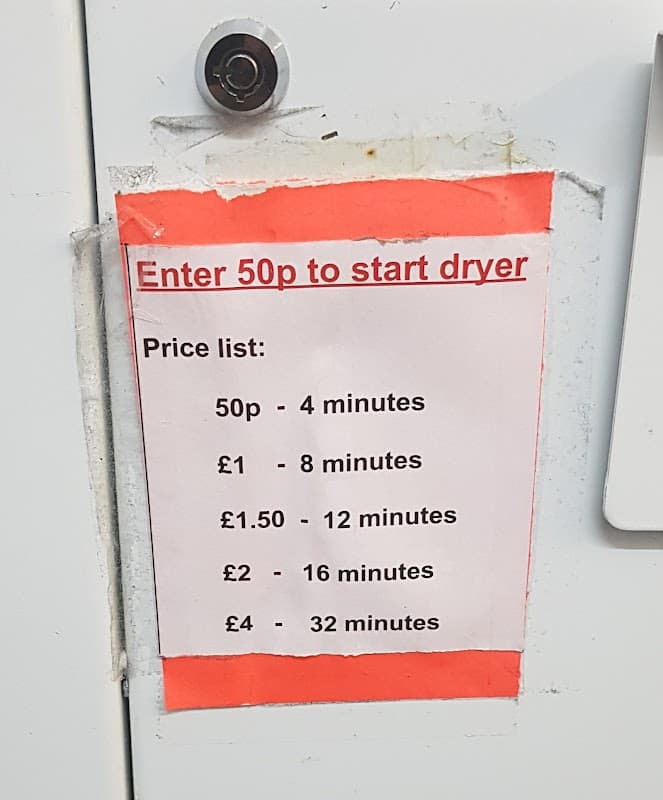 Enter 50p to start dryer
Price list:
50p - 4 minutes
£1 - 8 minutes
£1.50 - 12 minutes
£2 - 16 minutes
£4 - 32 minutes